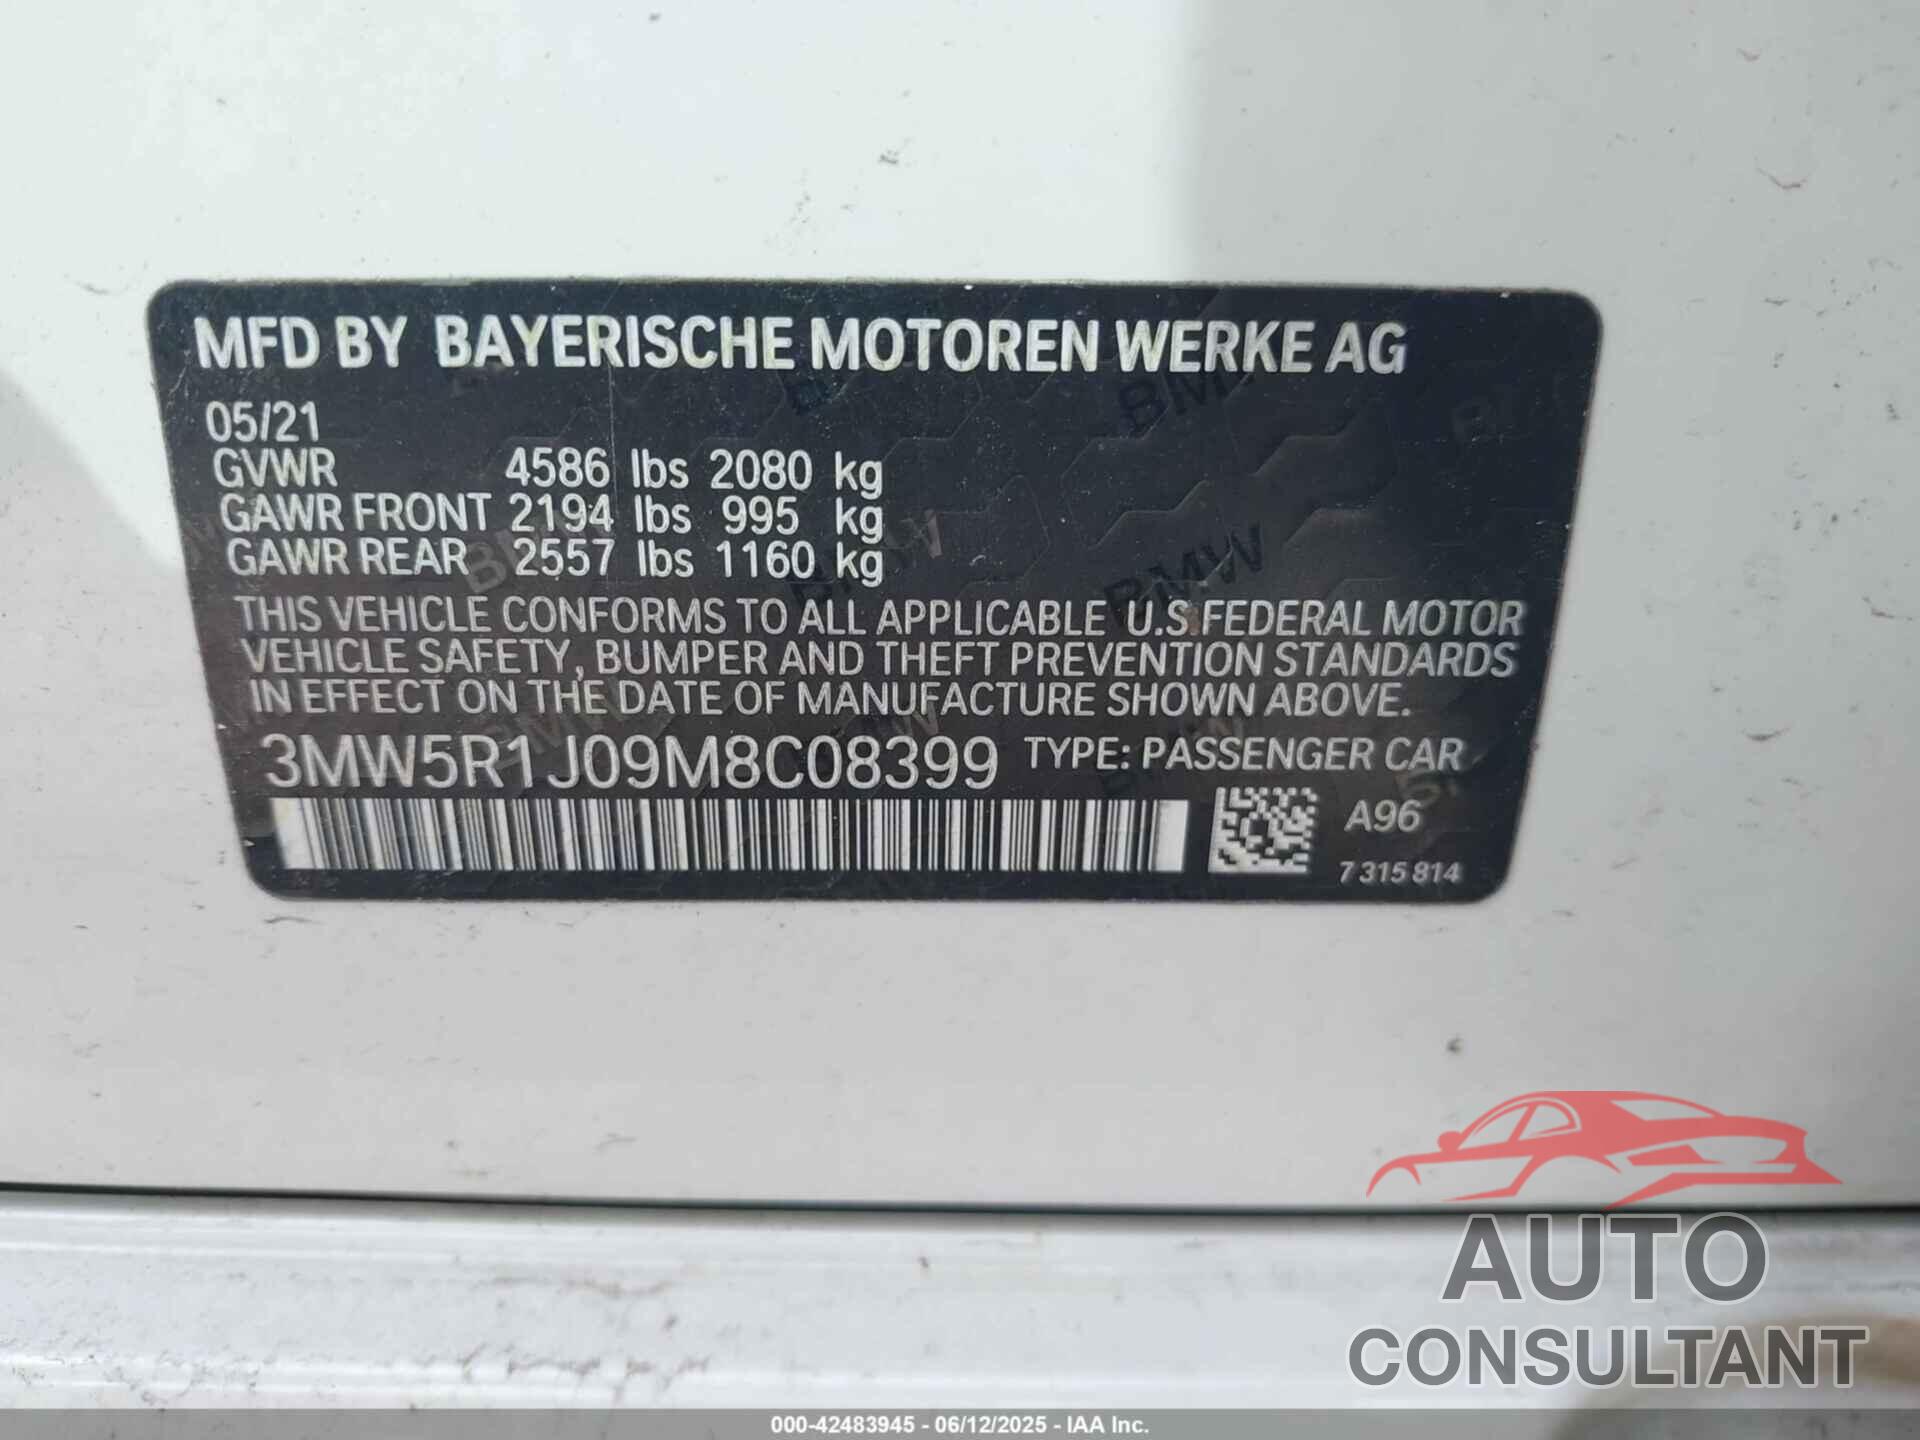 MFD BY BAYERISCHE MOTOREN WERKE AG
05/21
GVWR 4586 lbs 2080 kg
GAWR FRONT 2194 lbs 995 kg
GAWR REAR 2557 lbs 1160 kg
THIS VEHICLE CONFORMS TO ALL APPLICABLE U.S.FEDERAL MOTOR
VEHICLE SAFETY, BUMPER AND THEFT PREVENTION STANDARDS
IN EFFECT ON THE DATE OF MANUFACTURE SHOWN ABOVE.
3MW5R1J09M8C08399 TYPE: PASSENGER CAR
A96
7 315 814
AUTO
CONSULTANT
000-42483945 - 06/12/2025 - IAA Inc.